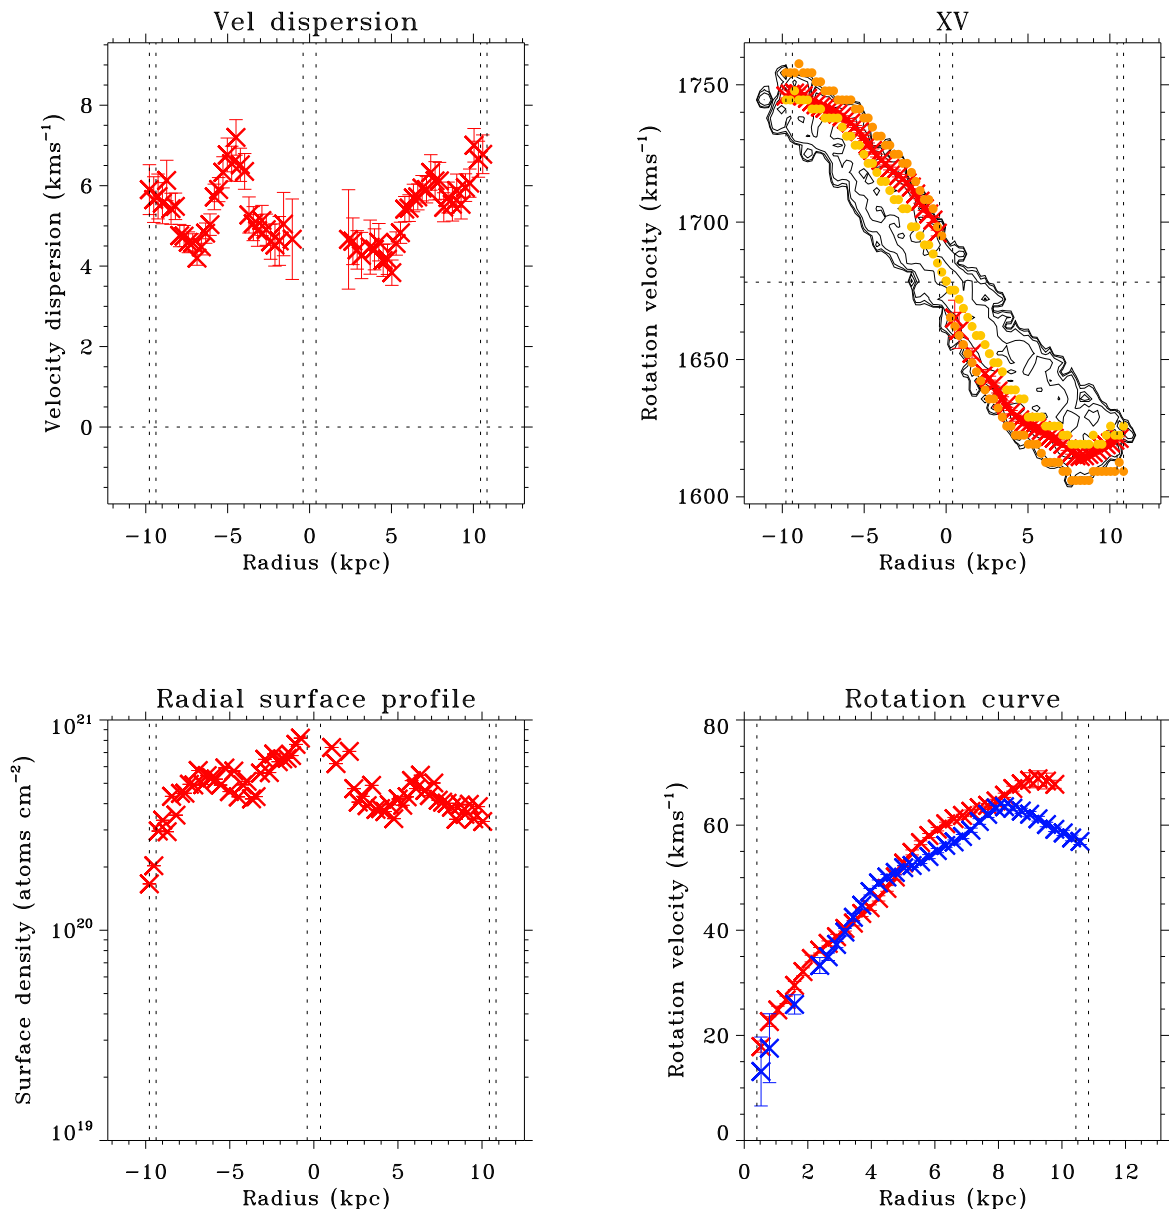 Vel dispersion
Velocity dispersion (kms⁻¹)
8
6
4
2
0
−10 −5 0 5 10
Radius (kpc)
XV
Rotation velocity (kms⁻¹)
1750
1700
1650
1600
−10 −5 0 5 10
Radius (kpc)
Radial surface profile
Surface density (atoms cm⁻²)
10²¹
10²⁰
10¹⁹
−10 −5 0 5 10
Radius (kpc)
Rotation curve
Rotation velocity (kms⁻¹)
80
60
40
20
0
0 2 4 6 8 10 12
Radius (kpc)